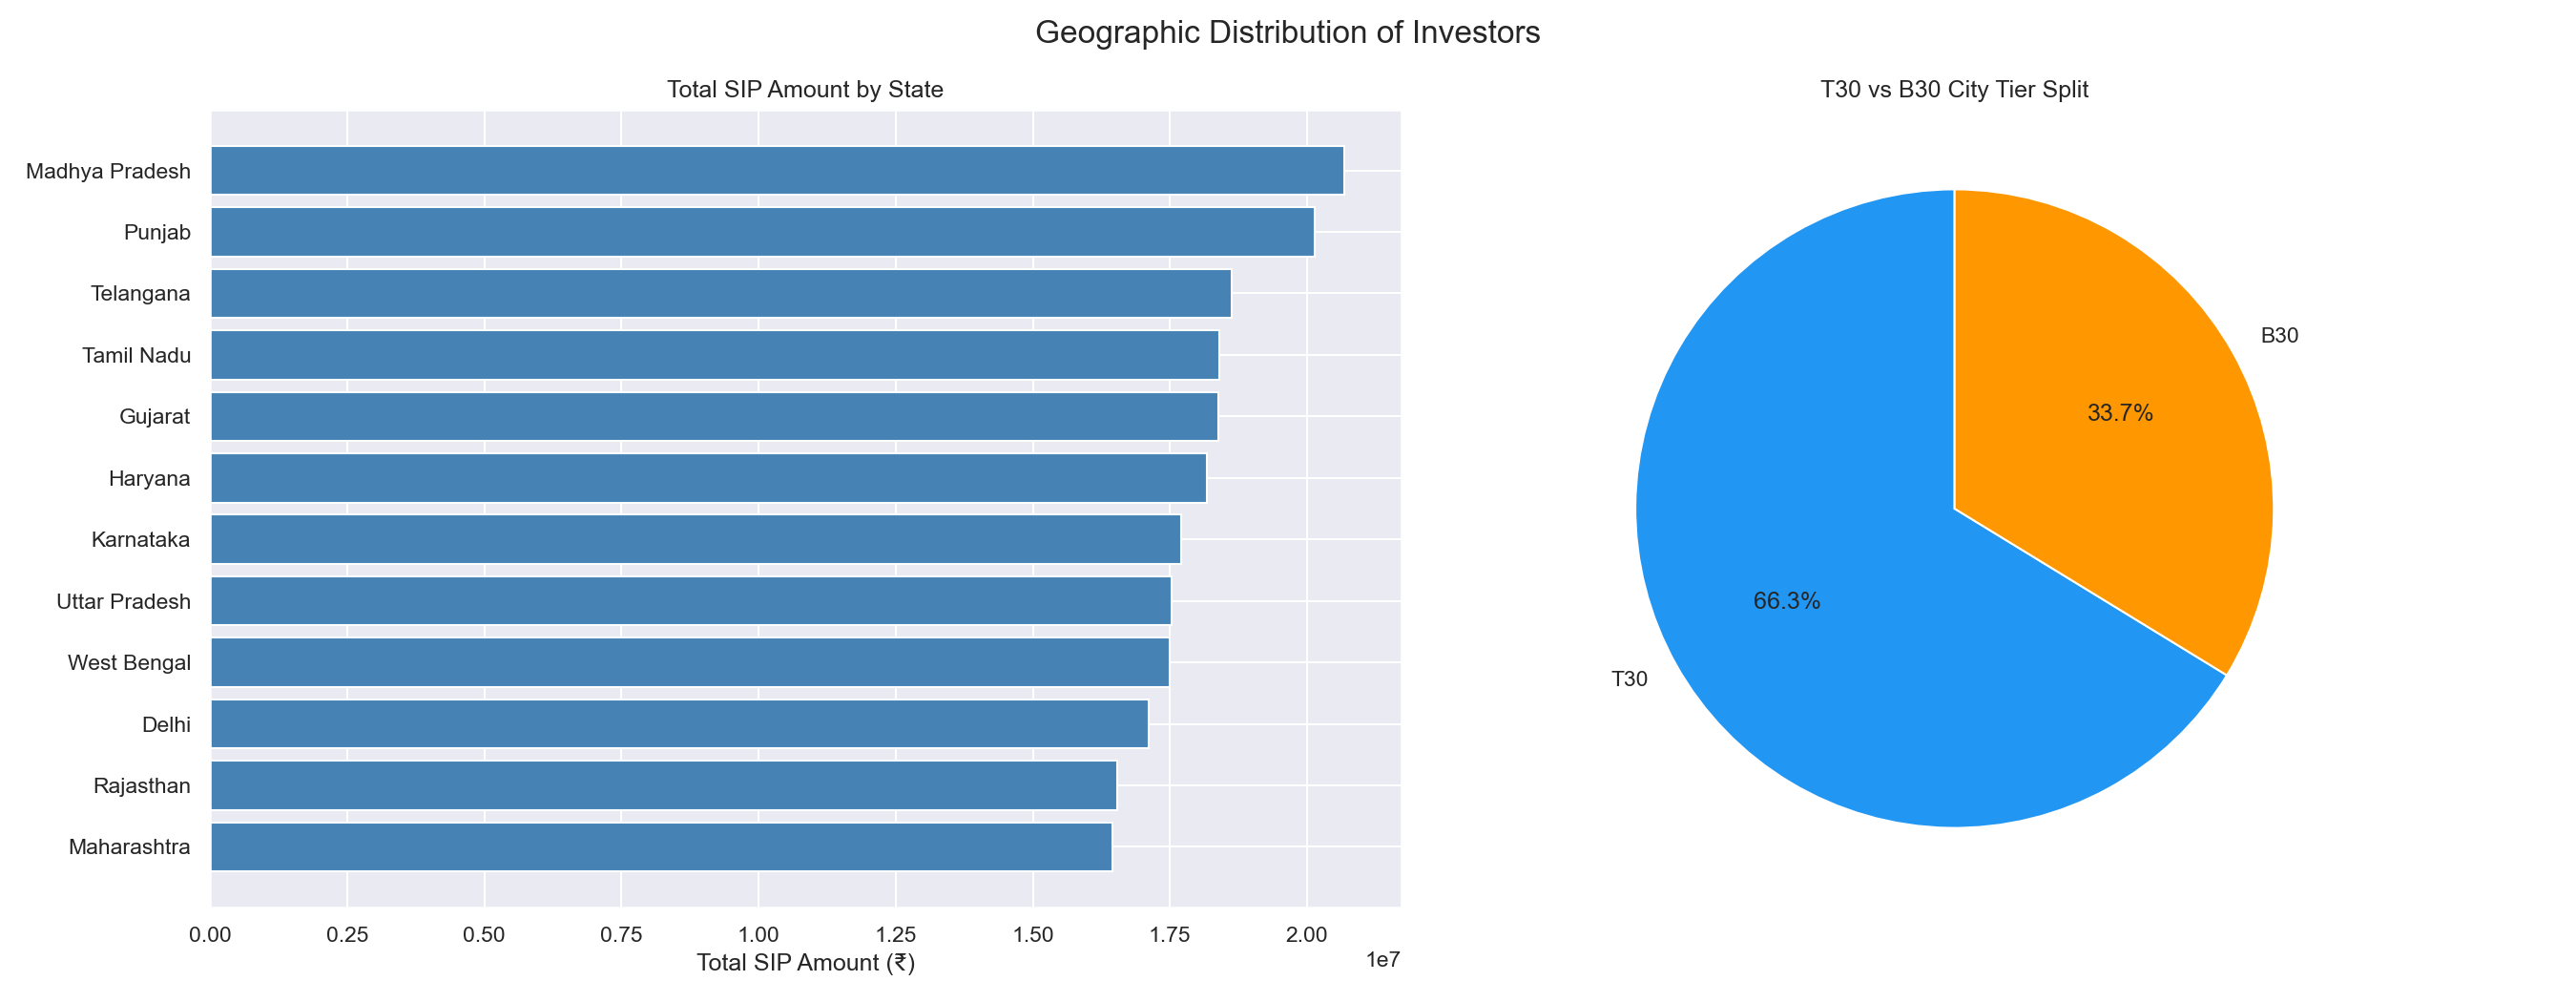 Geographic Distribution of Investors
Total SIP Amount by State
Madhya Pradesh
Punjab
Telangana
Tamil Nadu
Gujarat
Haryana
Karnataka
Uttar Pradesh
West Bengal
Delhi
Rajasthan
Maharashtra
0.00 0.25 0.50 0.75 1.00 1.25 1.50 1.75 2.00
1e7
Total SIP Amount (₹)
T30 vs B30 City Tier Split
B30
33.7%
66.3%
T30